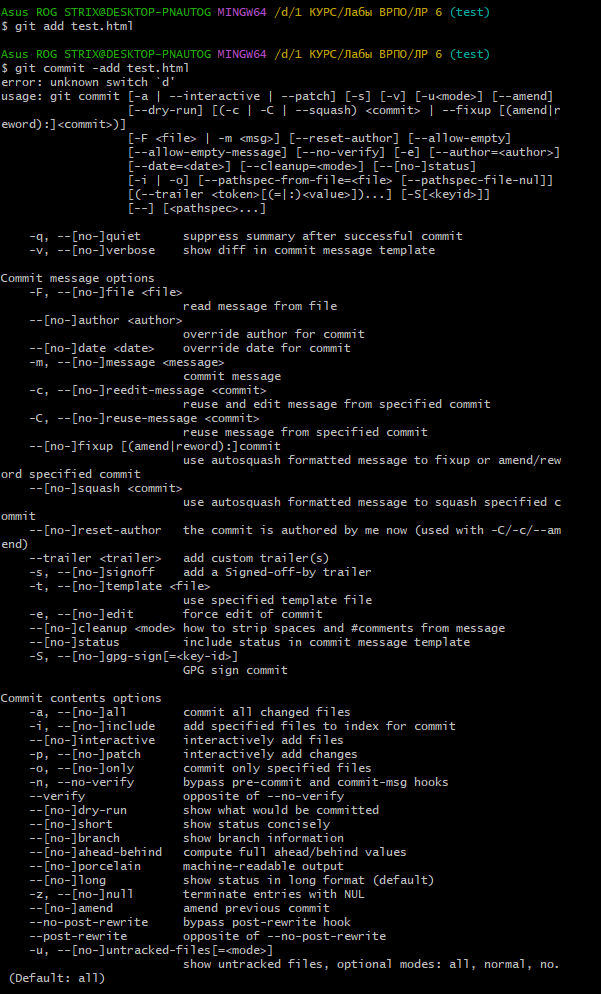 Asus ROG STRIX@DESKTOP-PNAUTOG MINGW64 /d/1 КУРС/Лабы ВРПО/ЛР 6 (test)
$ git add test.html

Asus ROG STRIX@DESKTOP-PNAUTOG MINGW64 /d/1 КУРС/Лабы ВРПО/ЛР 6 (test)
$ git commit -add test.html
error: unknown switch `d'
usage: git commit [-a | --interactive | --patch] [-s] [-v] [-u<mode>] [--amend]
                  [--dry-run] [(-c | -C | --squash) <commit> | --fixup [(amend|r
eword):]<commit>)]
                  [-F <file> | -m <msg>] [--reset-author] [--allow-empty]
                  [--allow-empty-message] [--no-verify] [-e] [--author=<author>]
                  [--date=<date>] [--cleanup=<mode>] [--[no-]status]
                  [-i | -o] [--pathspec-from-file=<file> [--pathspec-file-nul]]
                  [(--trailer <token>[(=|:)<value>])...] [-S[<keyid>]]
                  [--] [<pathspec>...]

    -q, --[no-]quiet      suppress summary after successful commit
    -v, --[no-]verbose    show diff in commit message template

Commit message options
    -F, --[no-]file <file>
                          read message from file
    --[no-]author <author>
                          override author for commit
    --[no-]date <date>    override date for commit
    -m, --[no-]message <message>
                          commit message
    -c, --[no-]reedit-message <commit>
                          reuse and edit message from specified commit
    -C, --[no-]reuse-message <commit>
                          reuse message from specified commit
    --[no-]fixup [(amend|reword):]commit
                          use autosquash formatted message to fixup or amend/rew
ord specified commit
    --[no-]squash <commit>
                          use autosquash formatted message to squash specified c
ommit
    --[no-]reset-author   the commit is authored by me now (used with -C/-c/--am
end)
    --trailer <trailer>   add custom trailer(s)
    -s, --[no-]signoff    add a Signed-off-by trailer
    -t, --[no-]template <file>
                          use specified template file
    -e, --[no-]edit       force edit of commit
    --[no-]cleanup <mode> how to strip spaces and #comments from message
    --[no-]status         include status in commit message template
    -S, --[no-]gpg-sign[=<key-id>]
                          GPG sign commit

Commit contents options
    -a, --[no-]all        commit all changed files
    -i, --[no-]include    add specified files to index for commit
    --[no-]interactive    interactively add files
    -p, --[no-]patch      interactively add changes
    -o, --[no-]only       commit only specified files
    -n, --no-verify       bypass pre-commit and commit-msg hooks
    --verify              opposite of --no-verify
    --[no-]dry-run        show what would be committed
    --[no-]short          show status concisely
    --[no-]branch         show branch information
    --[no-]ahead-behind   compute full ahead/behind values
    --[no-]porcelain      machine-readable output
    --[no-]long           show status in long format (default)
    -z, --[no-]null       terminate entries with NUL
    --[no-]amend          amend previous commit
    --no-post-rewrite     bypass post-rewrite hook
    --post-rewrite        opposite of --no-post-rewrite
    -u, --[no-]untracked-files[=<mode>]
                          show untracked files, optional modes: all, normal, no.
 (Default: all)